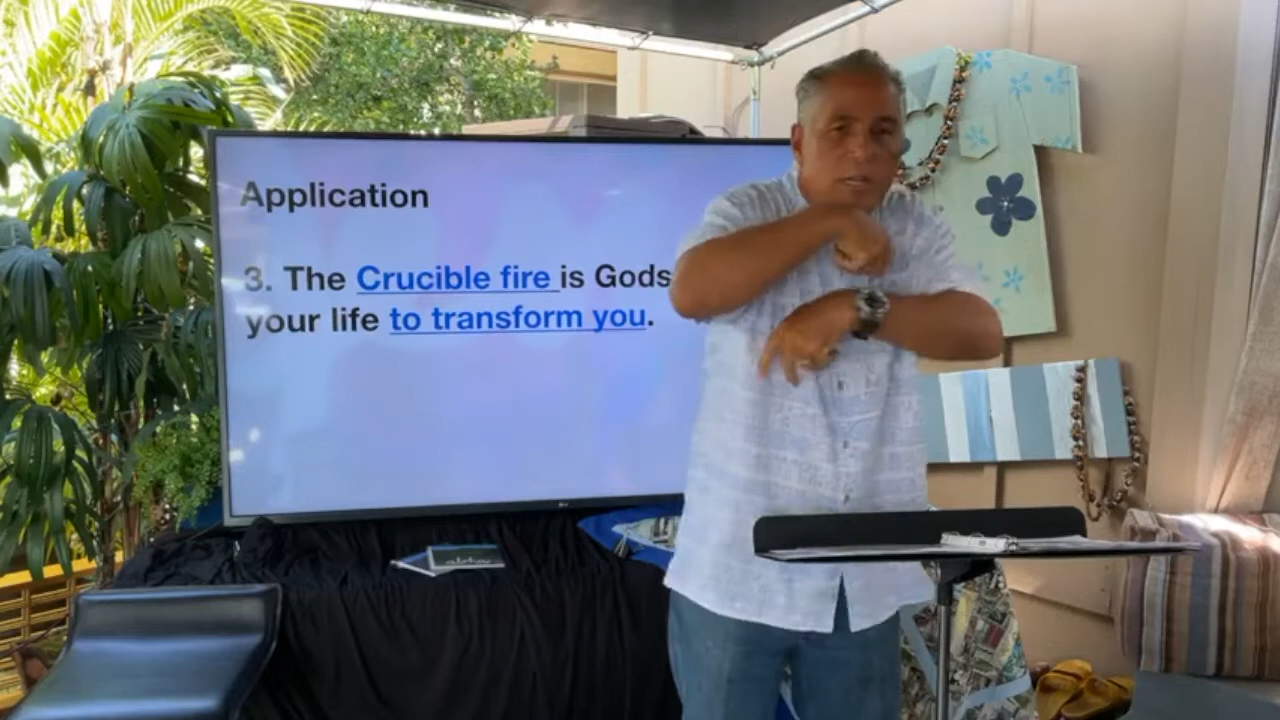 Application
3. The Crucible fire is Gods
your life to transform you.